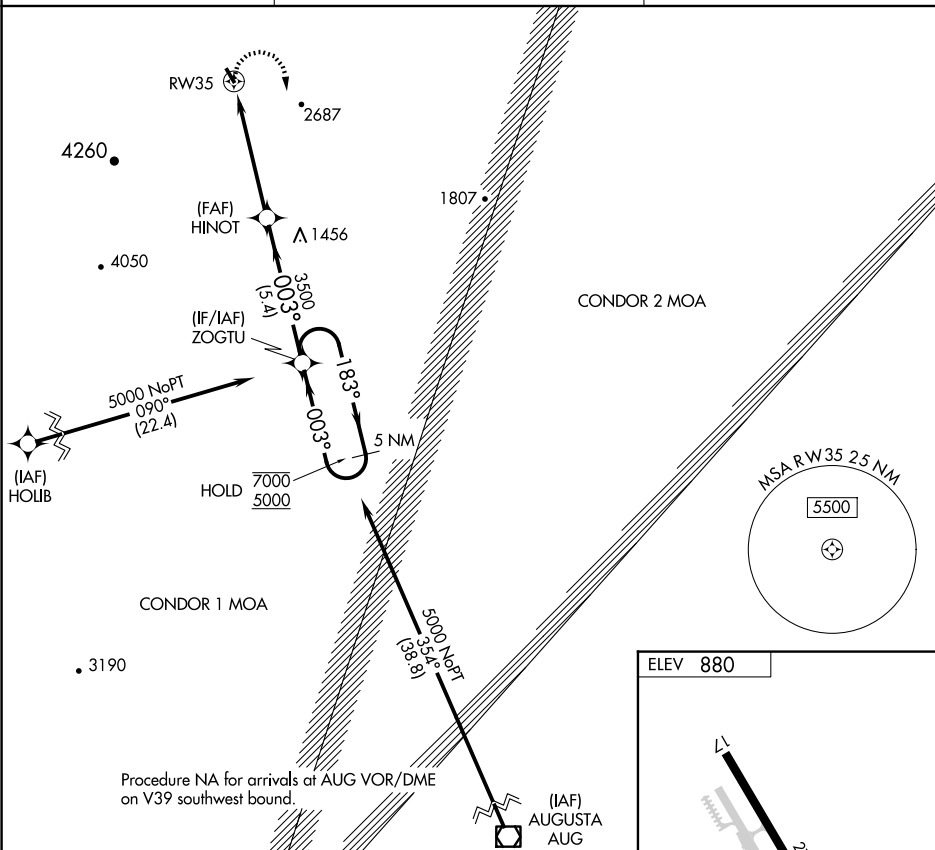 RW35
2687
4260
1807
(FAF)
HINOT
1456
4050
3500
003°
(5.4)
CONDOR 2 MOA
(IF/IAF)
ZOGTU
183°
5000 NoPT
090°
(22.4)
003°
5 NM
(IAF)
HOLIB
HOLD 7000
5000
MSA RW35 25 NM
5500
CONDOR 1 MOA
5000 NoPT
354°
(38.8)
3190
ELEV 880
17
Procedure NA for arrivals at AUG VOR/DME
on V39 southwest bound.
(IAF)
AUGUSTA
AUG